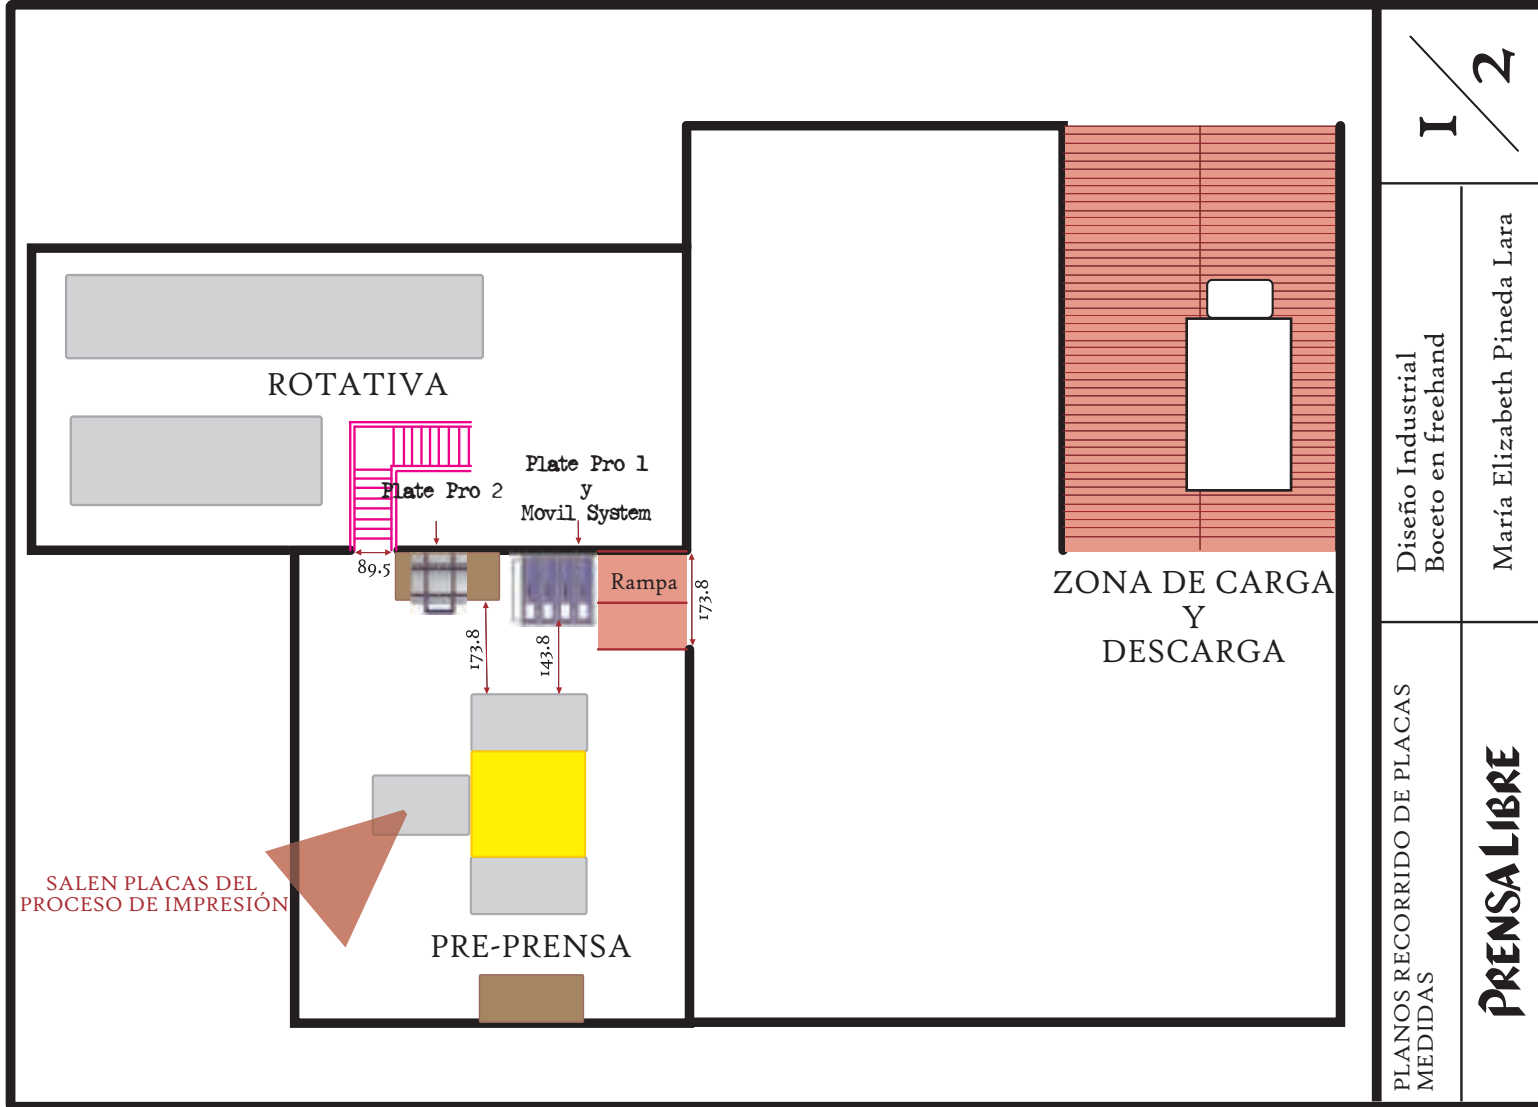 ROTATIVA
Plate Pro 2
Plate Pro 1
y
Movil System
89.5
Rampa
173.8
173.8
143.8
ZONA DE CARGA
Y
DESCARGA
SALEN PLACAS DEL
PROCESO DE IMPRESIÓN
PRE-PRENSA
1/2
Diseño Industrial
Boceto en freehand
María Elizabeth Pineda Lara
PLANOS RECORRIDO DE PLACAS
MEDIDAS
PRENSA LIBRE